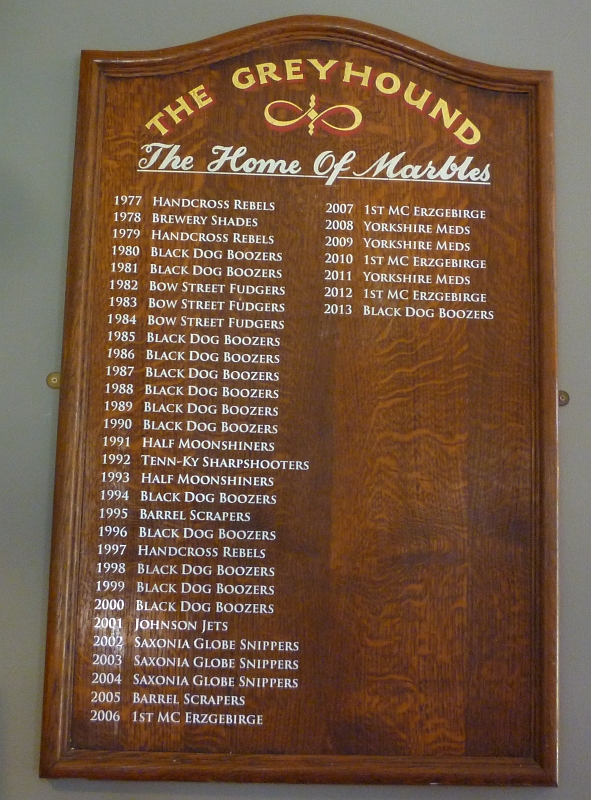 THE GREYHOUND
The Home Of Marbles
1977 HANDCROSS REBELS
1978 BREWERY SHADES
1979 HANDCROSS REBELS
1980 BLACK DOG BOOZERS
1981 BLACK DOG BOOZERS
1982 BOW STREET FUDGERS
1983 BOW STREET FUDGERS
1984 BOW STREET FUDGERS
1985 BLACK DOG BOOZERS
1986 BLACK DOG BOOZERS
1987 BLACK DOG BOOZERS
1988 BLACK DOG BOOZERS
1989 BLACK DOG BOOZERS
1990 BLACK DOG BOOZERS
1991 HALF MOONSHINERS
1992 TENN-KY SHARPSHOOTERS
1993 HALF MOONSHINERS
1994 BLACK DOG BOOZERS
1995 BARREL SCRAPERS
1996 BLACK DOG BOOZERS
1997 HANDCROSS REBELS
1998 BLACK DOG BOOZERS
1999 BLACK DOG BOOZERS
2000 BLACK DOG BOOZERS
2001 JOHNSON JETS
2002 SAXONIA GLOBE SNIPPERS
2003 SAXONIA GLOBE SNIPPERS
2004 SAXONIA GLOBE SNIPPERS
2005 BARREL SCRAPERS
2006 1ST MC ERZGEBIRGE
2007 1ST MC ERZGEBIRGE
2008 YORKSHIRE MEDS
2009 YORKSHIRE MEDS
2010 1ST MC ERZGEBIRGE
2011 YORKSHIRE MEDS
2012 1ST MC ERZGEBIRGE
2013 BLACK DOG BOOZERS